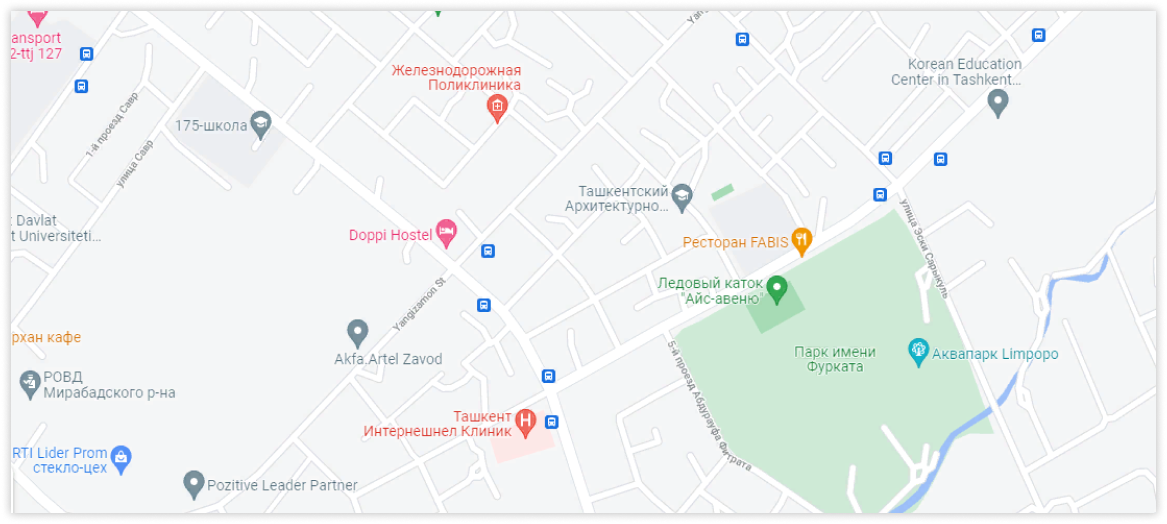 ansport
2-ttj 127
Yang
Железнодорожная
Поликлиника
Korean Education
Center in Tashkent...
175-школа
1-й проезд Савр
улица Савр
Ташкентский
Архитектурно...
улица Эски Сарыкуль
: Davlat
t Universiteti...
Doppi Hostel
Ресторан FABIS
Ледовый каток
"Айс-авеню"
Yangizamon St
рхан кафе
Akfa.Artel Zavod
5-й проезд Абдурауфа Фитрата
Парк имени
Фурката
Аквапарк Limpopo
РОВД
Мирабадского р-на
Ташкент
Интернешнел Клиник
RTI Lider Prom
стекло-цех
Pozitive Leader Partner